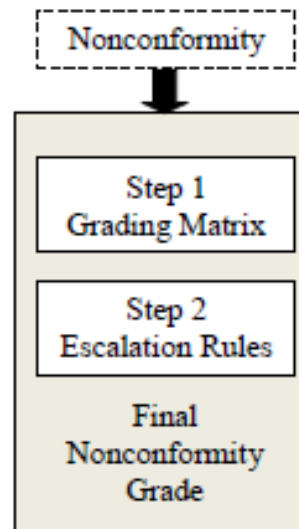 Nonconformity
Step 1
Grading Matrix
Step 2
Escalation Rules
Final
Nonconformity
Grade